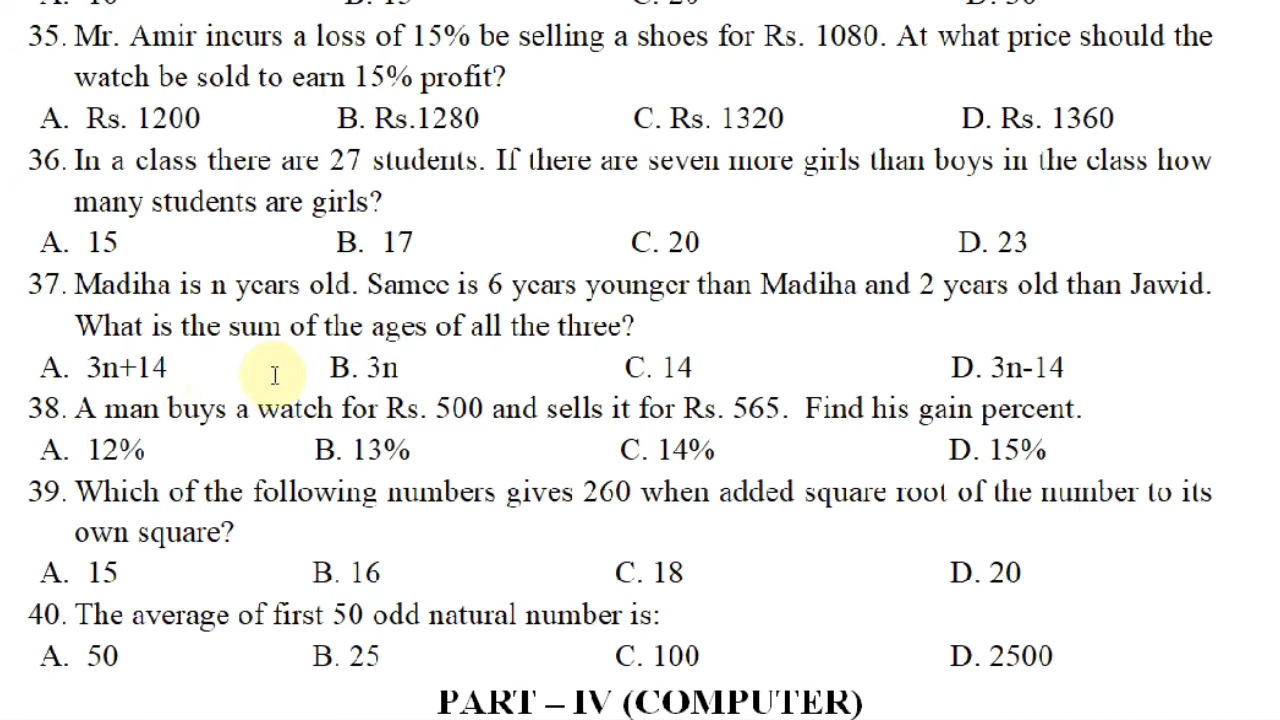 35. Mr. Amir incurs a loss of 15% be selling a shoes for Rs. 1080. At what price should the
watch be sold to earn 15% profit?
A. Rs. 1200 B. Rs.1280 C. Rs. 1320 D. Rs. 1360
36. In a class there are 27 students. If there are seven more girls than boys in the class how
many students are girls?
A. 15 B. 17 C. 20 D. 23
37. Madiha is n years old. Samee is 6 years younger than Madiha and 2 years old than Jawid.
What is the sum of the ages of all the three?
A. 3n+14 B. 3n C. 14 D. 3n-14
38. A man buys a watch for Rs. 500 and sells it for Rs. 565. Find his gain percent.
A. 12% B. 13% C. 14% D. 15%
39. Which of the following numbers gives 260 when added square root of the number to its
own square?
A. 15 B. 16 C. 18 D. 20
40. The average of first 50 odd natural number is:
A. 50 B. 25 C. 100 D. 2500
PART – IV (COMPUTER)